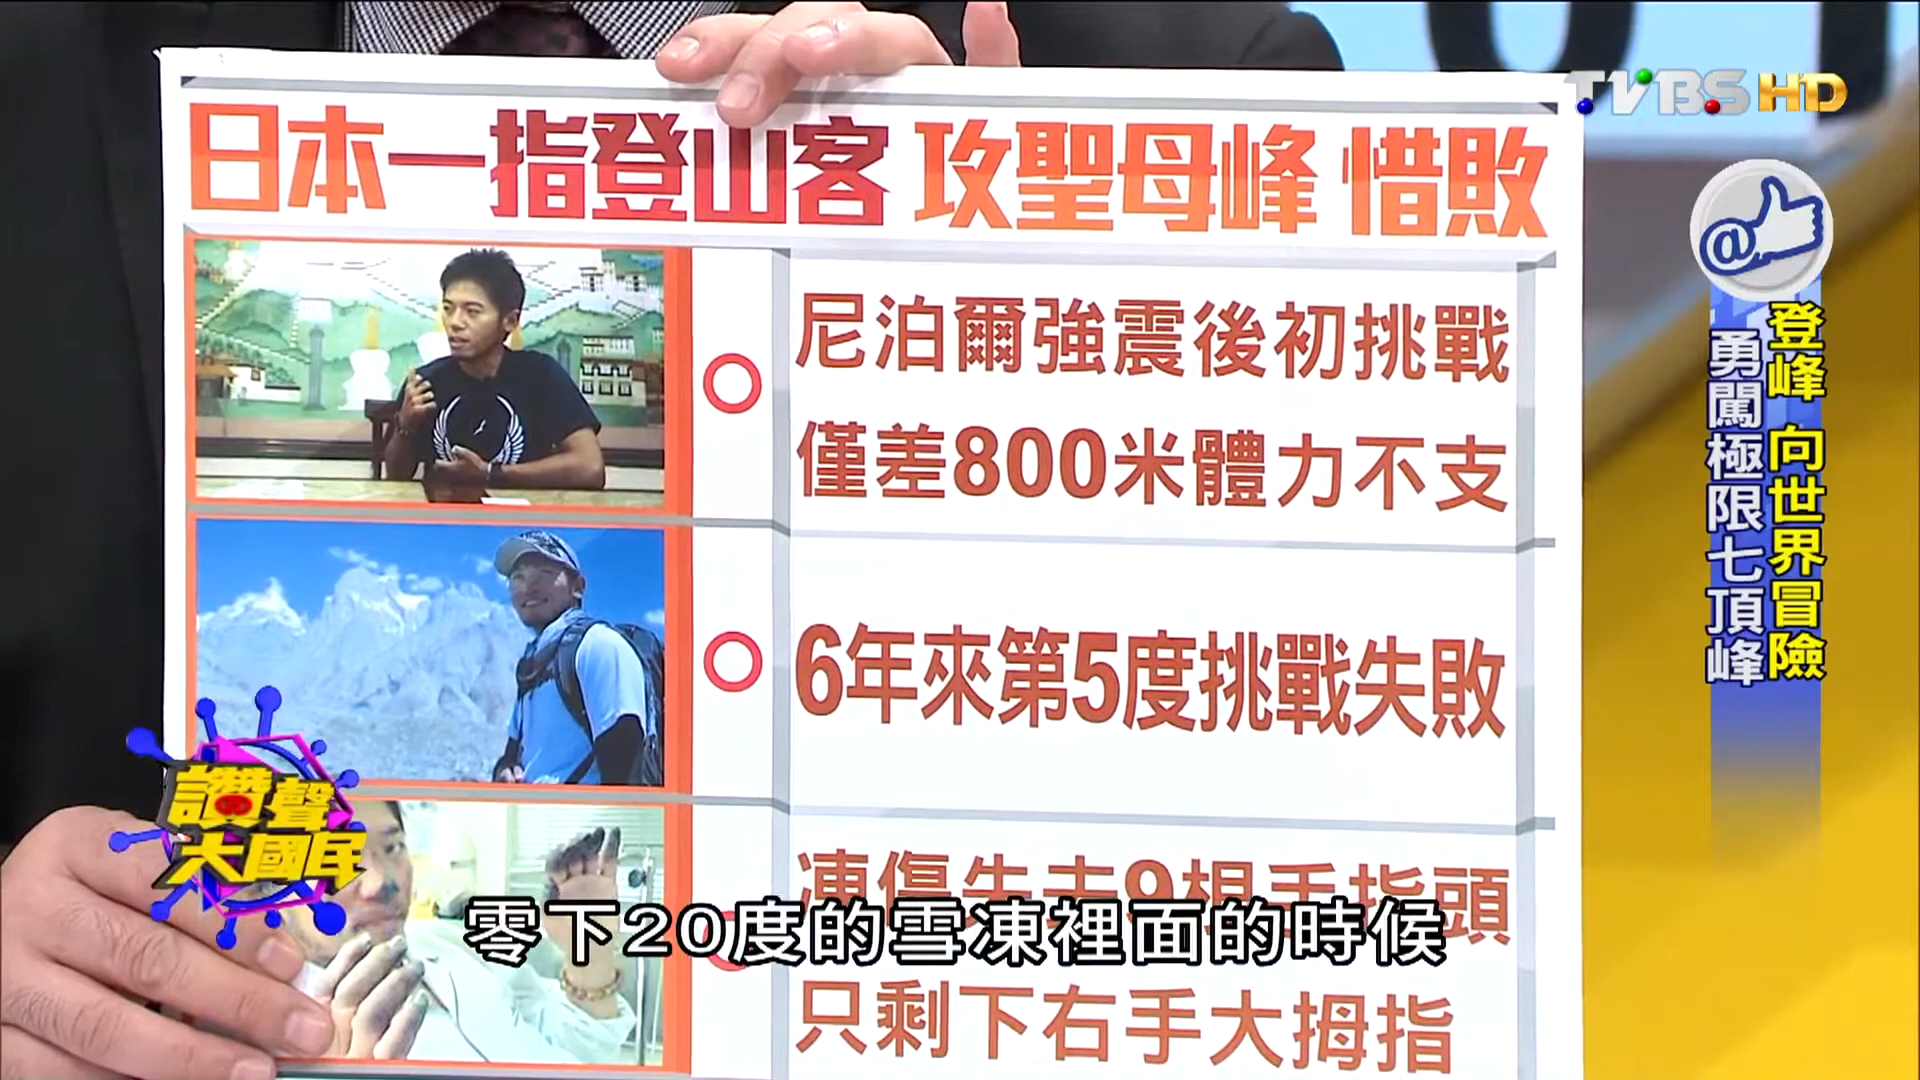 TVBS HD
日本一指登山客 攻聖母峰 惜敗
尼泊爾強震後初挑戰
僅差800米體力不支
6年來第5度挑戰失敗
凍傷失去9根手指頭
只剩下右手大拇指
登峰 向世界冒險
勇闖極限七頂峰
讚聲
大國民
零下20度的雪凍裡面的時候